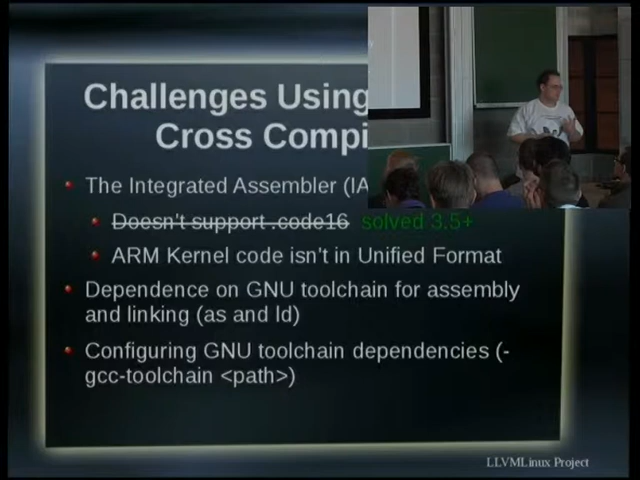 Challenges Using
Cross Compi
The Integrated Assembler (IA
Doesn't support .code16 solved 3.5+
ARM Kernel code isn't in Unified Format
Dependence on GNU toolchain for assembly
and linking (as and ld)
Configuring GNU toolchain dependencies (-
gcc-toolchain <path>)
LLVMLinux Project